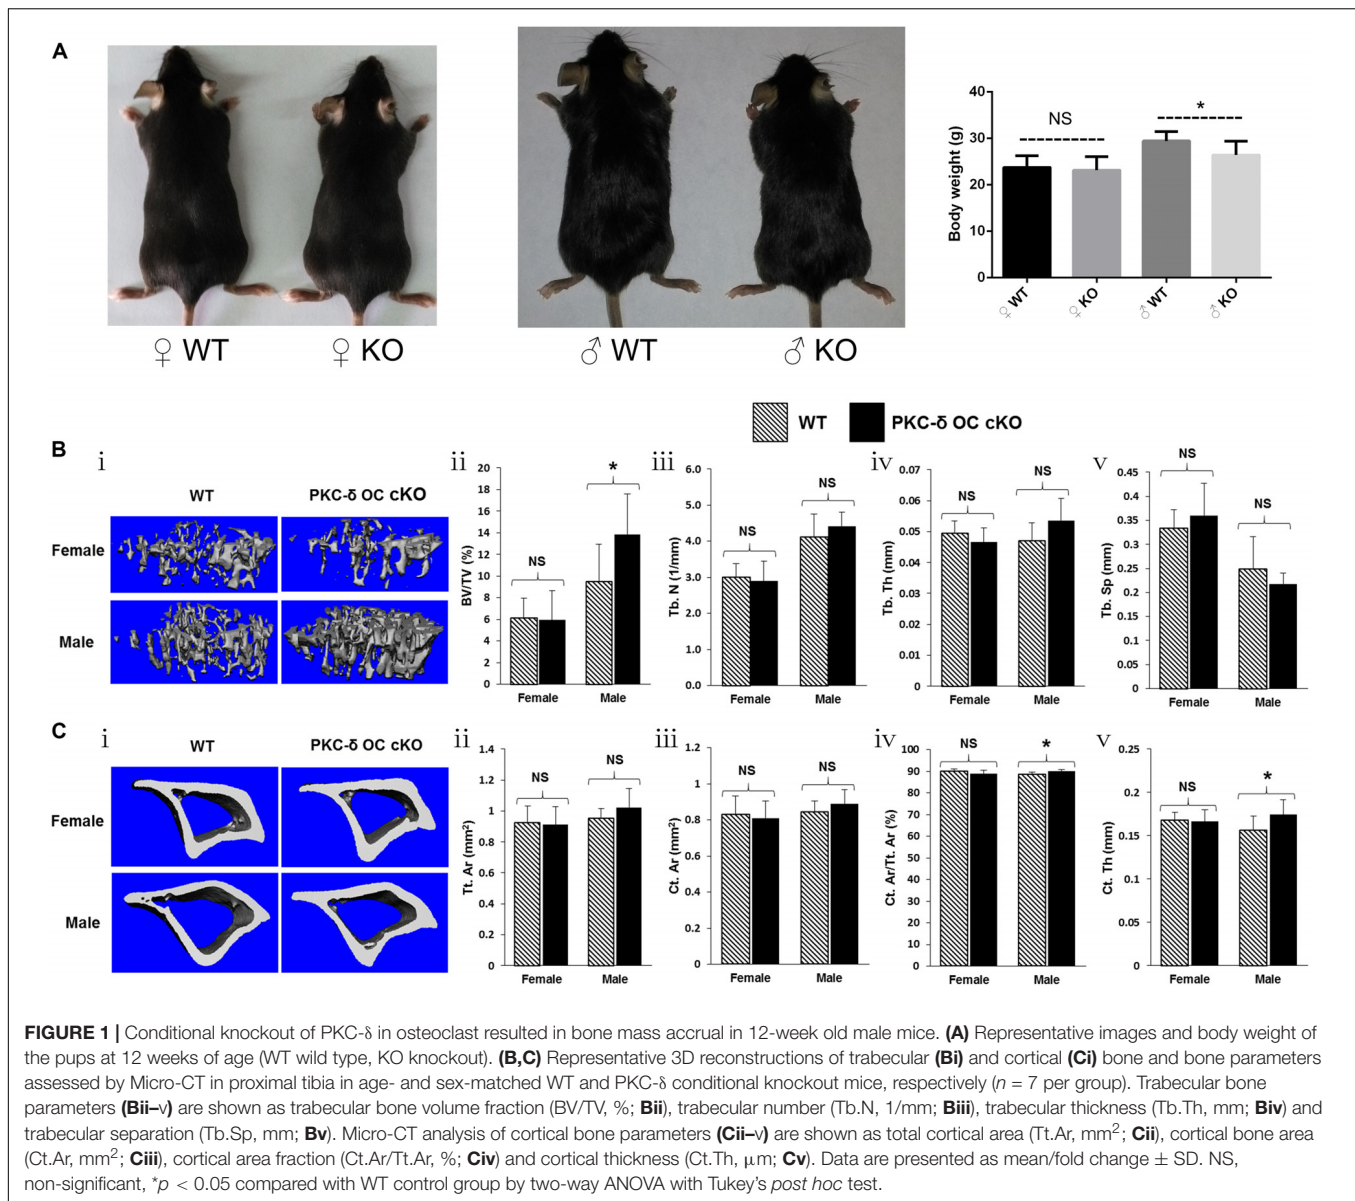 A
♀ WT
♀ KO
♂ WT
♂ KO
Body weight (g)
40
30
20
10
0
NS
*
♀ WT
♀ KO
♂ WT
♂ KO
WT
PKC-δ OC cKO
B
i
WT
PKC-δ OC cKO
Female
Male
ii
BV/TV (%)
20
18
16
14
12
10
8
6
4
2
0
NS
*
Female
Male
iii
Tb. N (1/mm)
6.0
5.0
4.0
3.0
2.0
1.0
0.0
NS
NS
Female
Male
iv
Tb. Th (mm)
0.07
0.06
0.05
0.04
0.03
0.02
0.01
0
NS
NS
Female
Male
v
Tb. Sp (mm)
0.45
0.4
0.35
0.3
0.25
0.2
0.15
0.1
0.05
0
NS
NS
Female
Male
C
i
WT
PKC-δ OC cKO
Female
Male
ii
Tt. Ar (mm²)
1.4
1.2
1
0.8
0.6
0.4
0.2
0
NS
NS
Female
Male
iii
Ct. Ar (mm²)
1.2
1
0.8
0.6
0.4
0.2
0
NS
NS
Female
Male
iv
Ct. Ar/Tt. Ar (%)
100
90
80
70
60
50
40
30
20
10
0
NS
*
Female
Male
v
Ct. Th (mm)
0.25
0.2
0.15
0.1
0.05
0
NS
*
Female
Male
FIGURE 1 | Conditional knockout of PKC-δ in osteoclast resulted in bone mass accrual in 12-week old male mice. (A) Representative images and body weight of
the pups at 12 weeks of age (WT wild type, KO knockout). (B,C) Representative 3D reconstructions of trabecular (Bi) and cortical (Ci) bone and bone parameters
assessed by Micro-CT in proximal tibia in age- and sex-matched WT and PKC-δ conditional knockout mice, respectively (n = 7 per group). Trabecular bone
parameters (Bii–v) are shown as trabecular bone volume fraction (BV/TV, %; Bii), trabecular number (Tb.N, 1/mm; Biii), trabecular thickness (Tb.Th, mm; Biv) and
trabecular separation (Tb.Sp, mm; Bv). Micro-CT analysis of cortical bone parameters (Cii–v) are shown as total cortical area (Tt.Ar, mm²; Cii), cortical bone area
(Ct.Ar, mm²; Ciii), cortical area fraction (Ct.Ar/Tt.Ar, %; Civ) and cortical thickness (Ct.Th, μm; Cv). Data are presented as mean/fold change ± SD. NS,
non-significant, *p < 0.05 compared with WT control group by two-way ANOVA with Tukey's post hoc test.